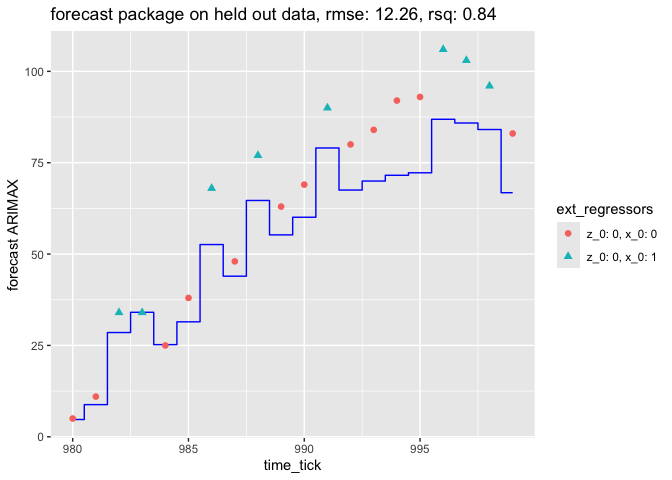 forecast package on held out data, rmse: 12.26, rsq: 0.84
100
75
50
25
0
forecast ARIMAX
980
985
990
995
time_tick
ext_regressors
z_0: 0, x_0: 0
z_0: 0, x_0: 1